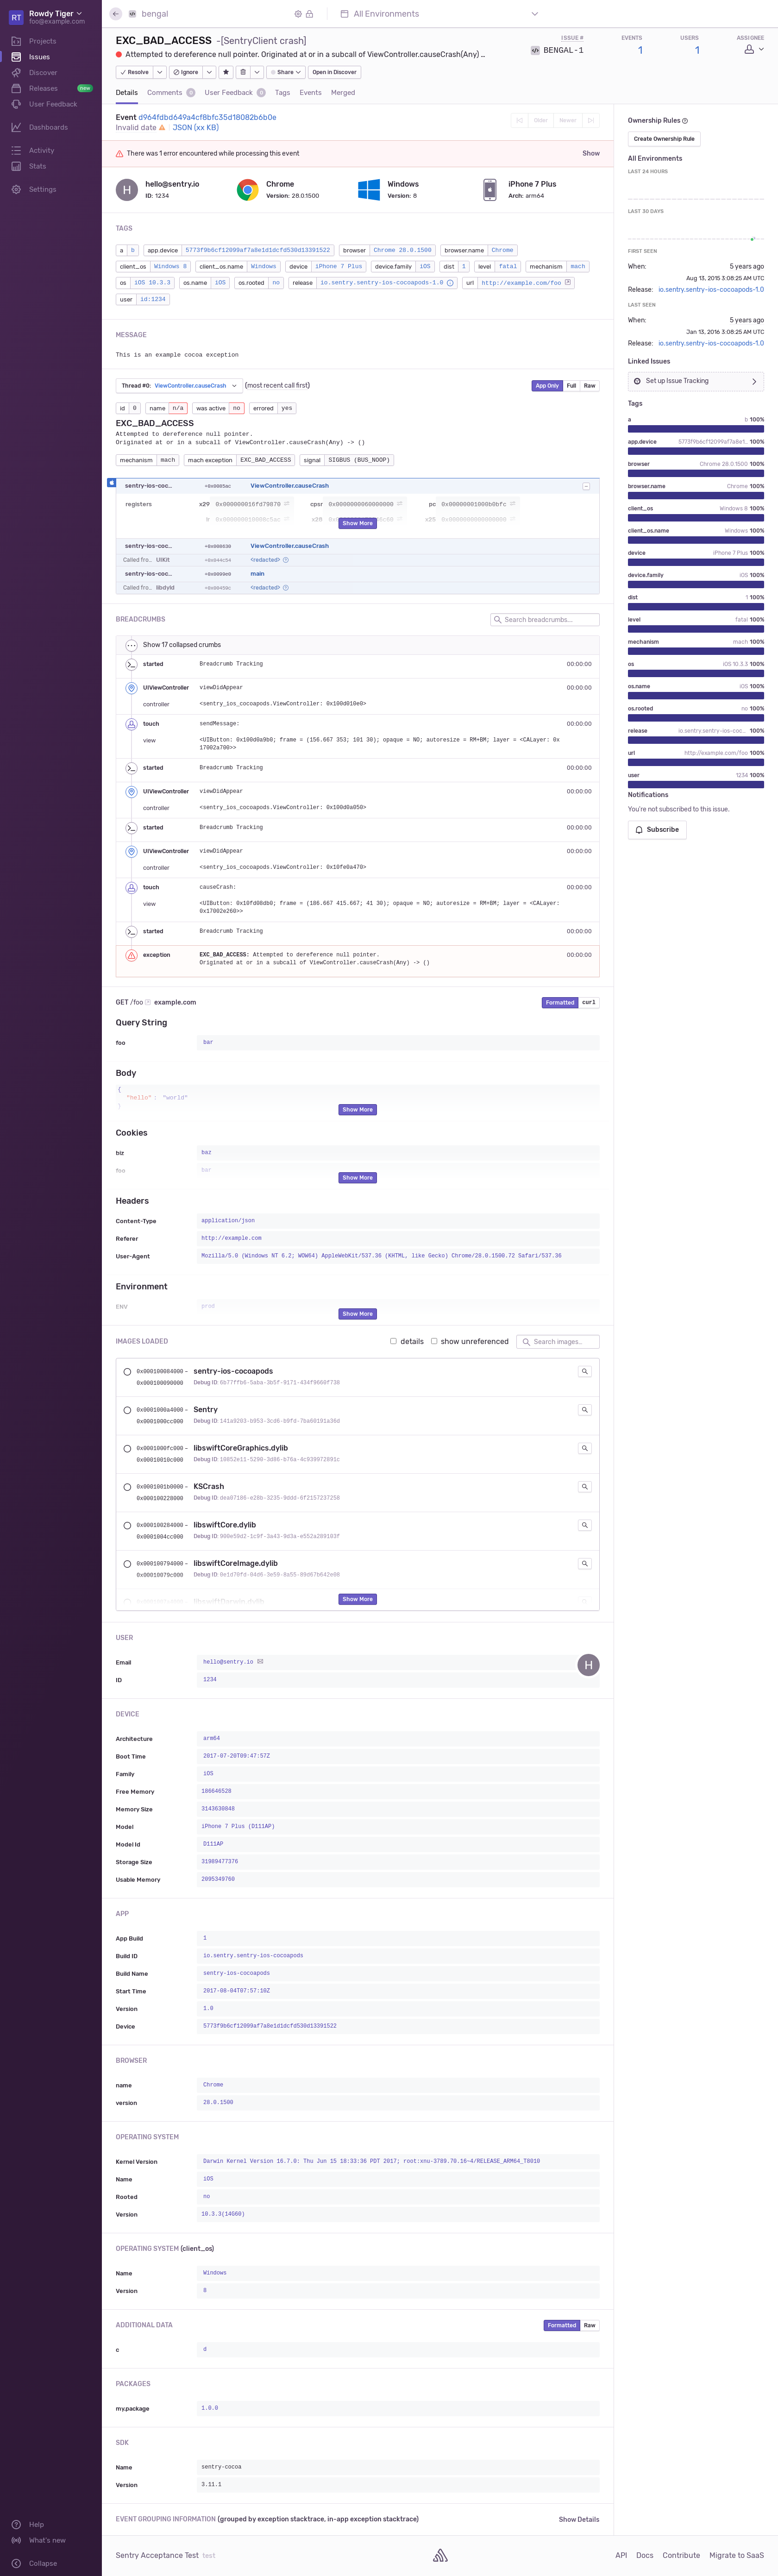 RT
Rowdy Tiger
foo@example.com
Projects
Issues
Discover
Releases new
User Feedback
Dashboards
Activity
Stats
Settings
Help
What's new
Collapse
bengal
All Environments
EXC_BAD_ACCESS -[SentryClient crash]
Attempted to dereference null pointer. Originated at or in a subcall of ViewController.causeCrash(Any) ...
ISSUE # EVENTS USERS ASSIGNEE
BENGAL-1 1 1
Resolve Ignore Share Open in Discover
Details Comments 0 User Feedback 0 Tags Events Merged
Event d964fdbd649a4cf8bfc35d18082b6b0e
Invalid date JSON (xx KB)
Older Newer
There was 1 error encountered while processing this event Show
H hello@sentry.io ID: 1234
Chrome Version: 28.0.1500
Windows Version: 8
iPhone 7 Plus Arch: arm64
TAGS
a b app.device 5773f9b6cf12099af7a8e1d1dcfd530d13391522 browser Chrome 28.0.1500 browser.name Chrome
client_os Windows 8 client_os.name Windows device iPhone 7 Plus device.family iOS dist 1 level fatal mechanism mach
os iOS 10.3.3 os.name iOS os.rooted no release io.sentry.sentry-ios-cocoapods-1.0 url http://example.com/foo
user id:1234
MESSAGE
This is an example cocoa exception
Thread #0: ViewController.causeCrash (most recent call first) App Only Full Raw
id 0 name n/a was active no errored yes
EXC_BAD_ACCESS
Attempted to dereference null pointer.
Originated at or in a subcall of ViewController.causeCrash(Any) -> ()
mechanism mach mach exception EXC_BAD_ACCESS signal SIGBUS (BUS_NOOP)
sentry-ios-coc... +0x0005ac ViewController.causeCrash
registers x29 0x000000016fd79870 cpsr 0x0000000060000000 pc 0x00000001000b0bfc
Show More
sentry-ios-coc... ViewController.causeCrash
Called fro... UIKit +0x044c54 <redacted>
sentry-ios-coc... main
Called fro... libdyld <redacted>
BREADCRUMBS Search breadcrumbs...
Show 17 collapsed crumbs
started Breadcrumb Tracking 00:00:00
UIViewController viewDidAppear 00:00:00
controller <sentry_ios_cocoapods.ViewController: 0x100d010e0>
touch sendMessage: 00:00:00
view <UIButton: 0x100d0a9b0; frame = (156.667 353; 101 30); opaque = NO; autoresize = RM+BM; layer = <CALayer: 0x
17002a700>>
started Breadcrumb Tracking 00:00:00
UIViewController viewDidAppear 00:00:00
controller <sentry_ios_cocoapods.ViewController: 0x100d0a050>
started Breadcrumb Tracking 00:00:00
UIViewController viewDidAppear 00:00:00
controller <sentry_ios_cocoapods.ViewController: 0x10fe0a470>
touch causeCrash: 00:00:00
view <UIButton: 0x10fd08db0; frame = (186.667 415.667; 41 30); opaque = NO; autoresize = RM+BM; layer = <CALayer:
0x17002e260>>
started Breadcrumb Tracking 00:00:00
exception EXC_BAD_ACCESS: Attempted to dereference null pointer. 00:00:00
Originated at or in a subcall of ViewController.causeCrash(Any) -> ()
GET /foo example.com Formatted curl
Query String
foo bar
Body
{
"hello": "world"
Show More
Cookies
biz baz
foo bar
Show More
Headers
Content-Type application/json
Referer http://example.com
User-Agent Mozilla/5.0 (Windows NT 6.2; WOW64) AppleWebKit/537.36 (KHTML, like Gecko) Chrome/28.0.1500.72 Safari/537.36
Environment
ENV prod
Show More
IMAGES LOADED details show unreferenced Search images...
0x000100084000 – sentry-ios-cocoapods
0x000100090000 Debug ID:
0x0001000a4000 – Sentry
0x0001000cc000 Debug ID: 141a9203-b953-3cd6-b9fd-7ba60191a36d
0x0001000fc000 – libswiftCoreGraphics.dylib
0x00010010c000 Debug ID:
0x0001001b0000 – KSCrash
0x000100228000 Debug ID:
0x000100284000 – libswiftCore.dylib
0x0001004cc000 Debug ID:
0x000100794000 – libswiftCoreImage.dylib
0x00010079c000 Debug ID:
Show More
USER
Email hello@sentry.io H
ID 1234
DEVICE
Architecture arm64
Boot Time 2017-07-26T09:47:57Z
Family iOS
Free Memory 186646528
Memory Size 3143630848
Model iPhone 7 Plus (D111AP)
Model Id D111AP
Storage Size 31989477376
Usable Memory 2095349760
APP
App Build 1
Build ID io.sentry.sentry-ios-cocoapods
Build Name sentry-ios-cocoapods
Start Time 2017-08-04T07:57:10Z
Version 1.0
Device 5773f9b6cf12099af7a8e1d1dcfd530d13391522
BROWSER
name Chrome
version 28.0.1500
OPERATING SYSTEM
Kernel Version Darwin Kernel Version 16.7.0: Thu Jun 15 18:33:36 PDT 2017; root:xnu-3789.70.16~4/RELEASE_ARM64_T8010
Name iOS
Rooted no
Version 10.3.3(14G60)
OPERATING SYSTEM (client_os)
Name Windows
Version 8
ADDITIONAL DATA Formatted Raw
c d
PACKAGES
my.package 1.0.0
SDK
Name sentry-cocoa
Version 3.11.1
EVENT GROUPING INFORMATION (grouped by exception stacktrace, in-app exception stacktrace) Show Details
Ownership Rules
Create Ownership Rule
All Environments
LAST 24 HOURS
LAST 30 DAYS
FIRST SEEN
When: 5 years ago
Aug 13, 2015 3:08:25 AM UTC
Release: io.sentry.sentry-ios-cocoapods-1.0
LAST SEEN
When: 5 years ago
Jan 13, 2016 3:08:25 AM UTC
Release: io.sentry.sentry-ios-cocoapods-1.0
Linked Issues
Set up Issue Tracking
Tags
a b 100%
app.device 5773f9b6cf12099af7a8e1... 100%
browser Chrome 28.0.1500 100%
browser.name Chrome 100%
client_os Windows 8 100%
client_os.name Windows 100%
device iPhone 7 Plus 100%
device.family iOS 100%
dist 1 100%
level fatal 100%
mechanism mach 100%
os iOS 10.3.3 100%
os.name iOS 100%
os.rooted no 100%
release io.sentry.sentry-ios-coc... 100%
url http://example.com/foo 100%
user 1234 100%
Notifications
You're not subscribed to this issue.
Subscribe
Sentry Acceptance Test test
API Docs Contribute Migrate to SaaS